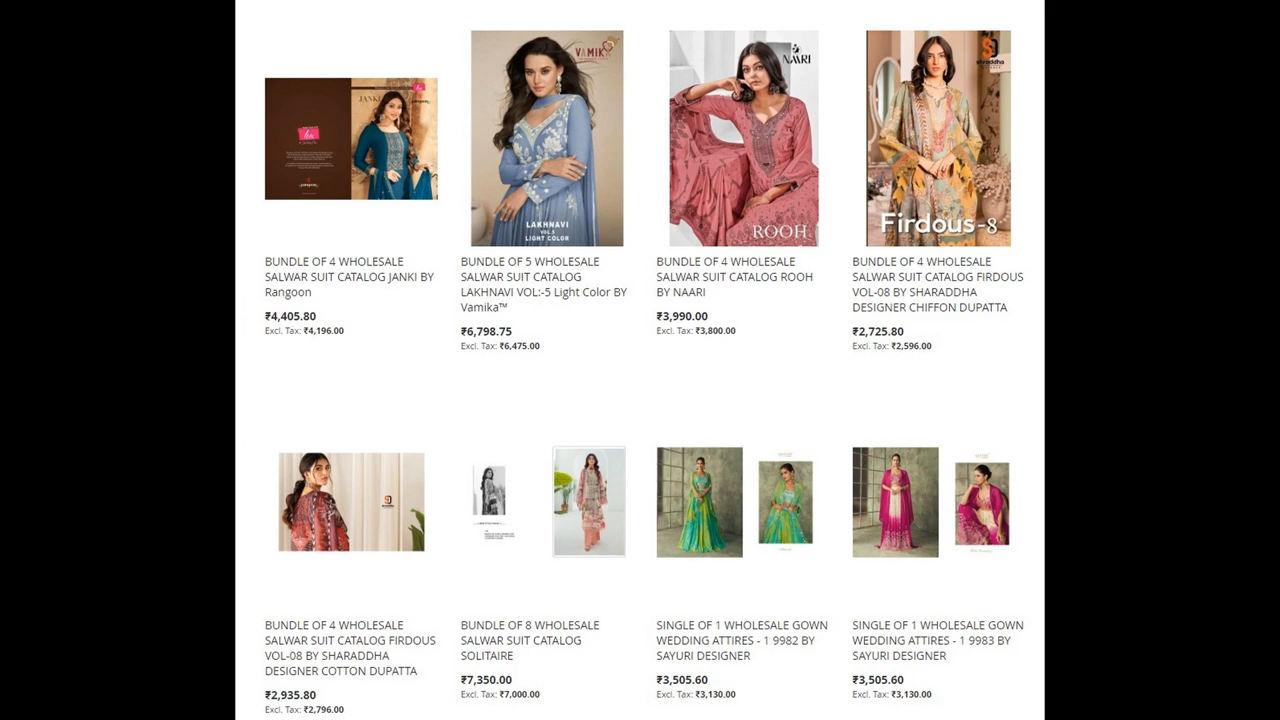 JANKI
VAMIKA
LAKHNAVI
VOL.5
LIGHT COLOR
NAARI
ROOH
shraddha
Firdous-8
BUNDLE OF 4 WHOLESALE
SALWAR SUIT CATALOG JANKI BY
Rangoon
₹4,405.80
Excl. Tax: ₹4,196.00
BUNDLE OF 5 WHOLESALE
SALWAR SUIT CATALOG
LAKHNAVI VOL:-5 Light Color BY
Vamika™
₹6,798.75
Excl. Tax: ₹6,475.00
BUNDLE OF 4 WHOLESALE
SALWAR SUIT CATALOG ROOH
BY NAARI
₹3,990.00
Excl. Tax: ₹3,800.00
BUNDLE OF 4 WHOLESALE
SALWAR SUIT CATALOG FIRDOUS
VOL-08 BY SHARADDHA
DESIGNER CHIFFON DUPATTA
₹2,725.80
Excl. Tax: ₹2,596.00
BUNDLE OF 4 WHOLESALE
SALWAR SUIT CATALOG FIRDOUS
VOL-08 BY SHARADDHA
DESIGNER COTTON DUPATTA
₹2,935.80
Excl. Tax: ₹2,796.00
BUNDLE OF 8 WHOLESALE
SALWAR SUIT CATALOG
SOLITAIRE
₹7,350.00
Excl. Tax: ₹7,000.00
SINGLE OF 1 WHOLESALE GOWN
WEDDING ATTIRES - 1 9982 BY
SAYURI DESIGNER
₹3,505.60
Excl. Tax: ₹3,130.00
SINGLE OF 1 WHOLESALE GOWN
WEDDING ATTIRES - 1 9983 BY
SAYURI DESIGNER
₹3,505.60
Excl. Tax: ₹3,130.00